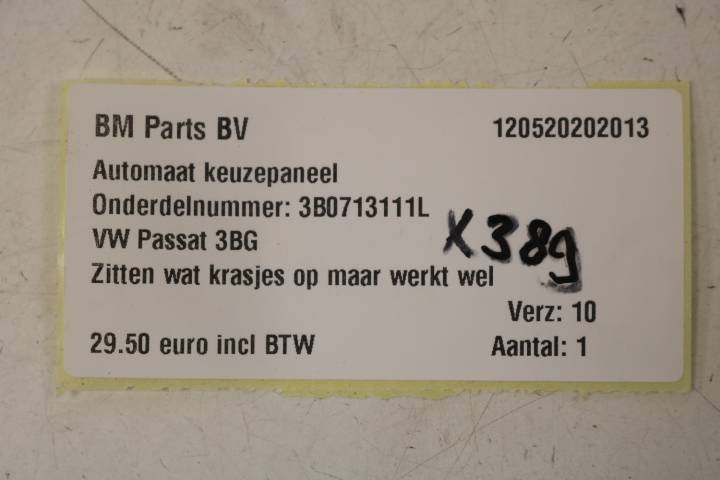 BM Parts BV 120520202013
Automaat keuzepaneel
Onderdelnummer: 3B0713111L
VW Passat 3BG
X389
Zitten wat krasjes op maar werkt wel
Verz: 10
29.50 euro incl BTW Aantal: 1